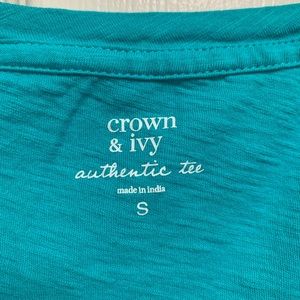 crown
& ivy
authentic tee
made in india
S